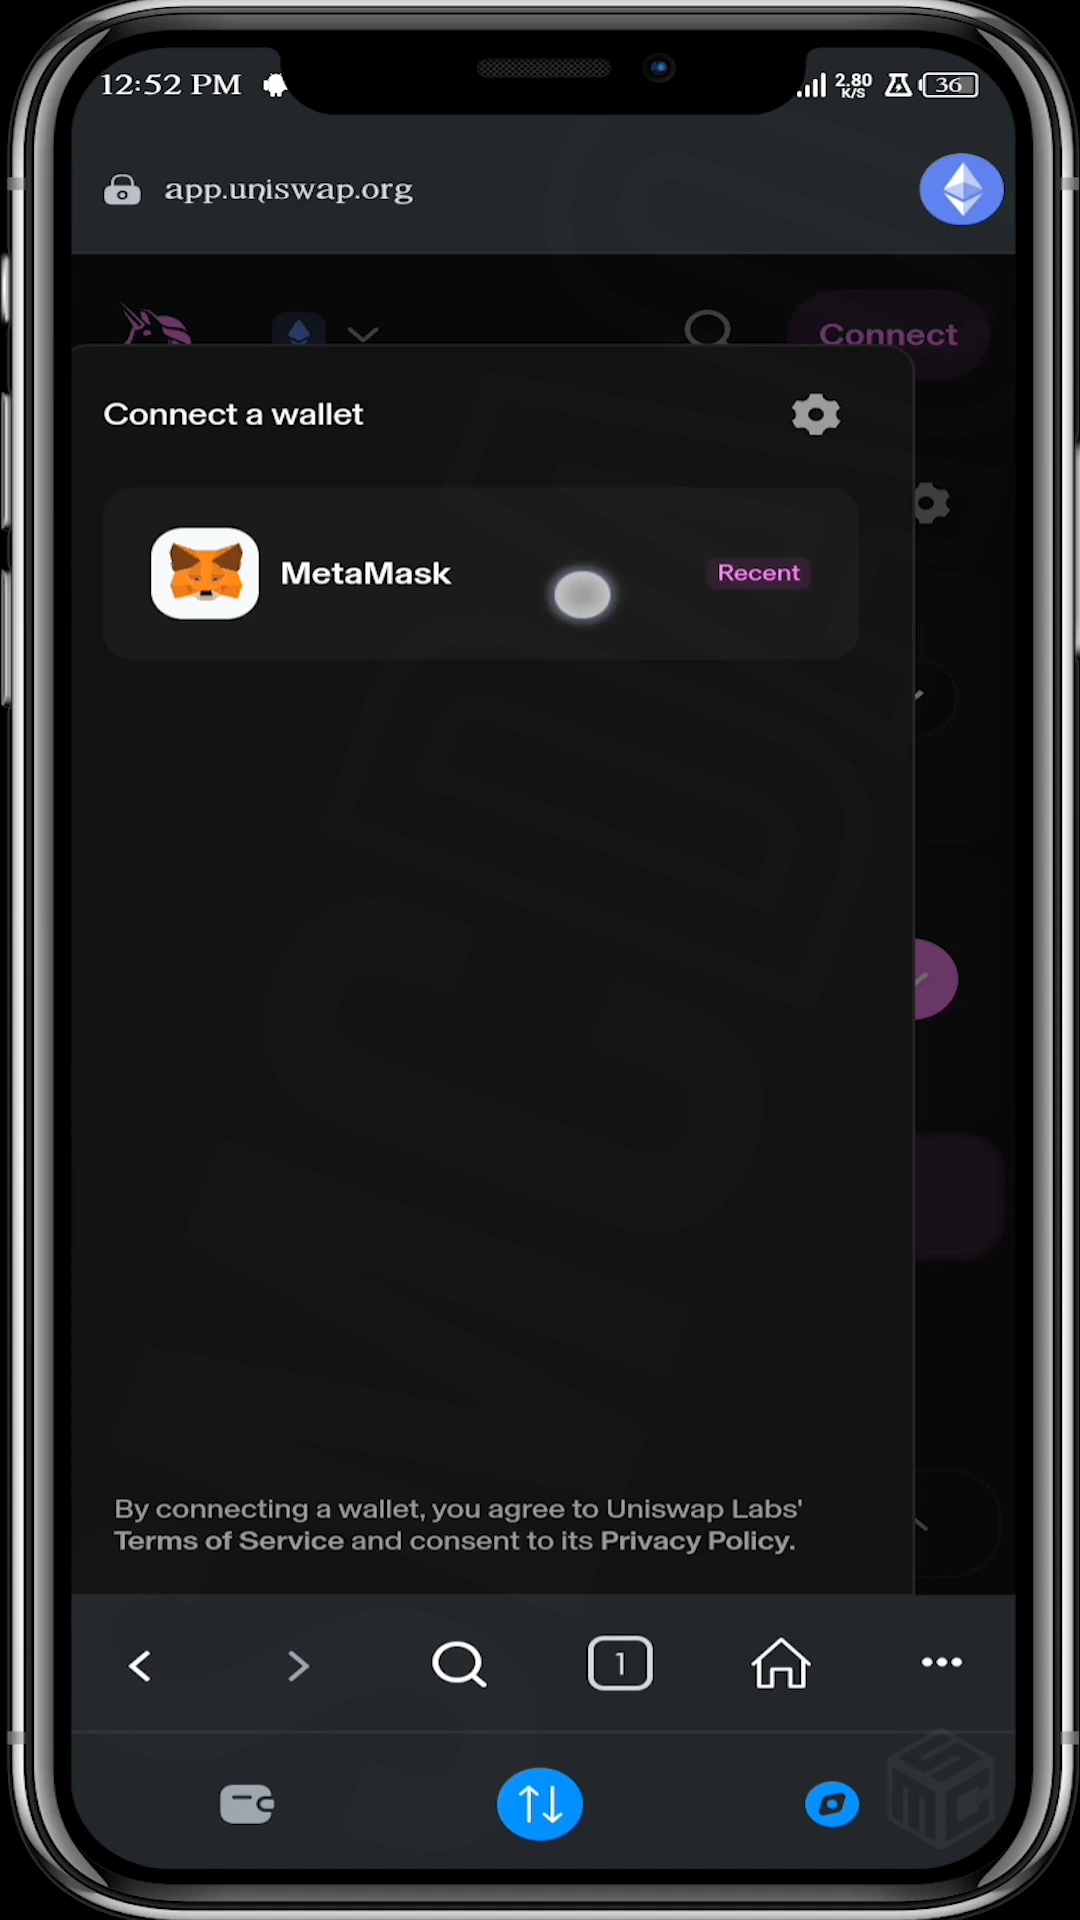 12:52 PM
2.80
K/S
36
app.uniswap.org
Connect
Connect a wallet
MetaMask
Recent
By connecting a wallet, you agree to Uniswap Labs'
Terms of Service and consent to its Privacy Policy.
1